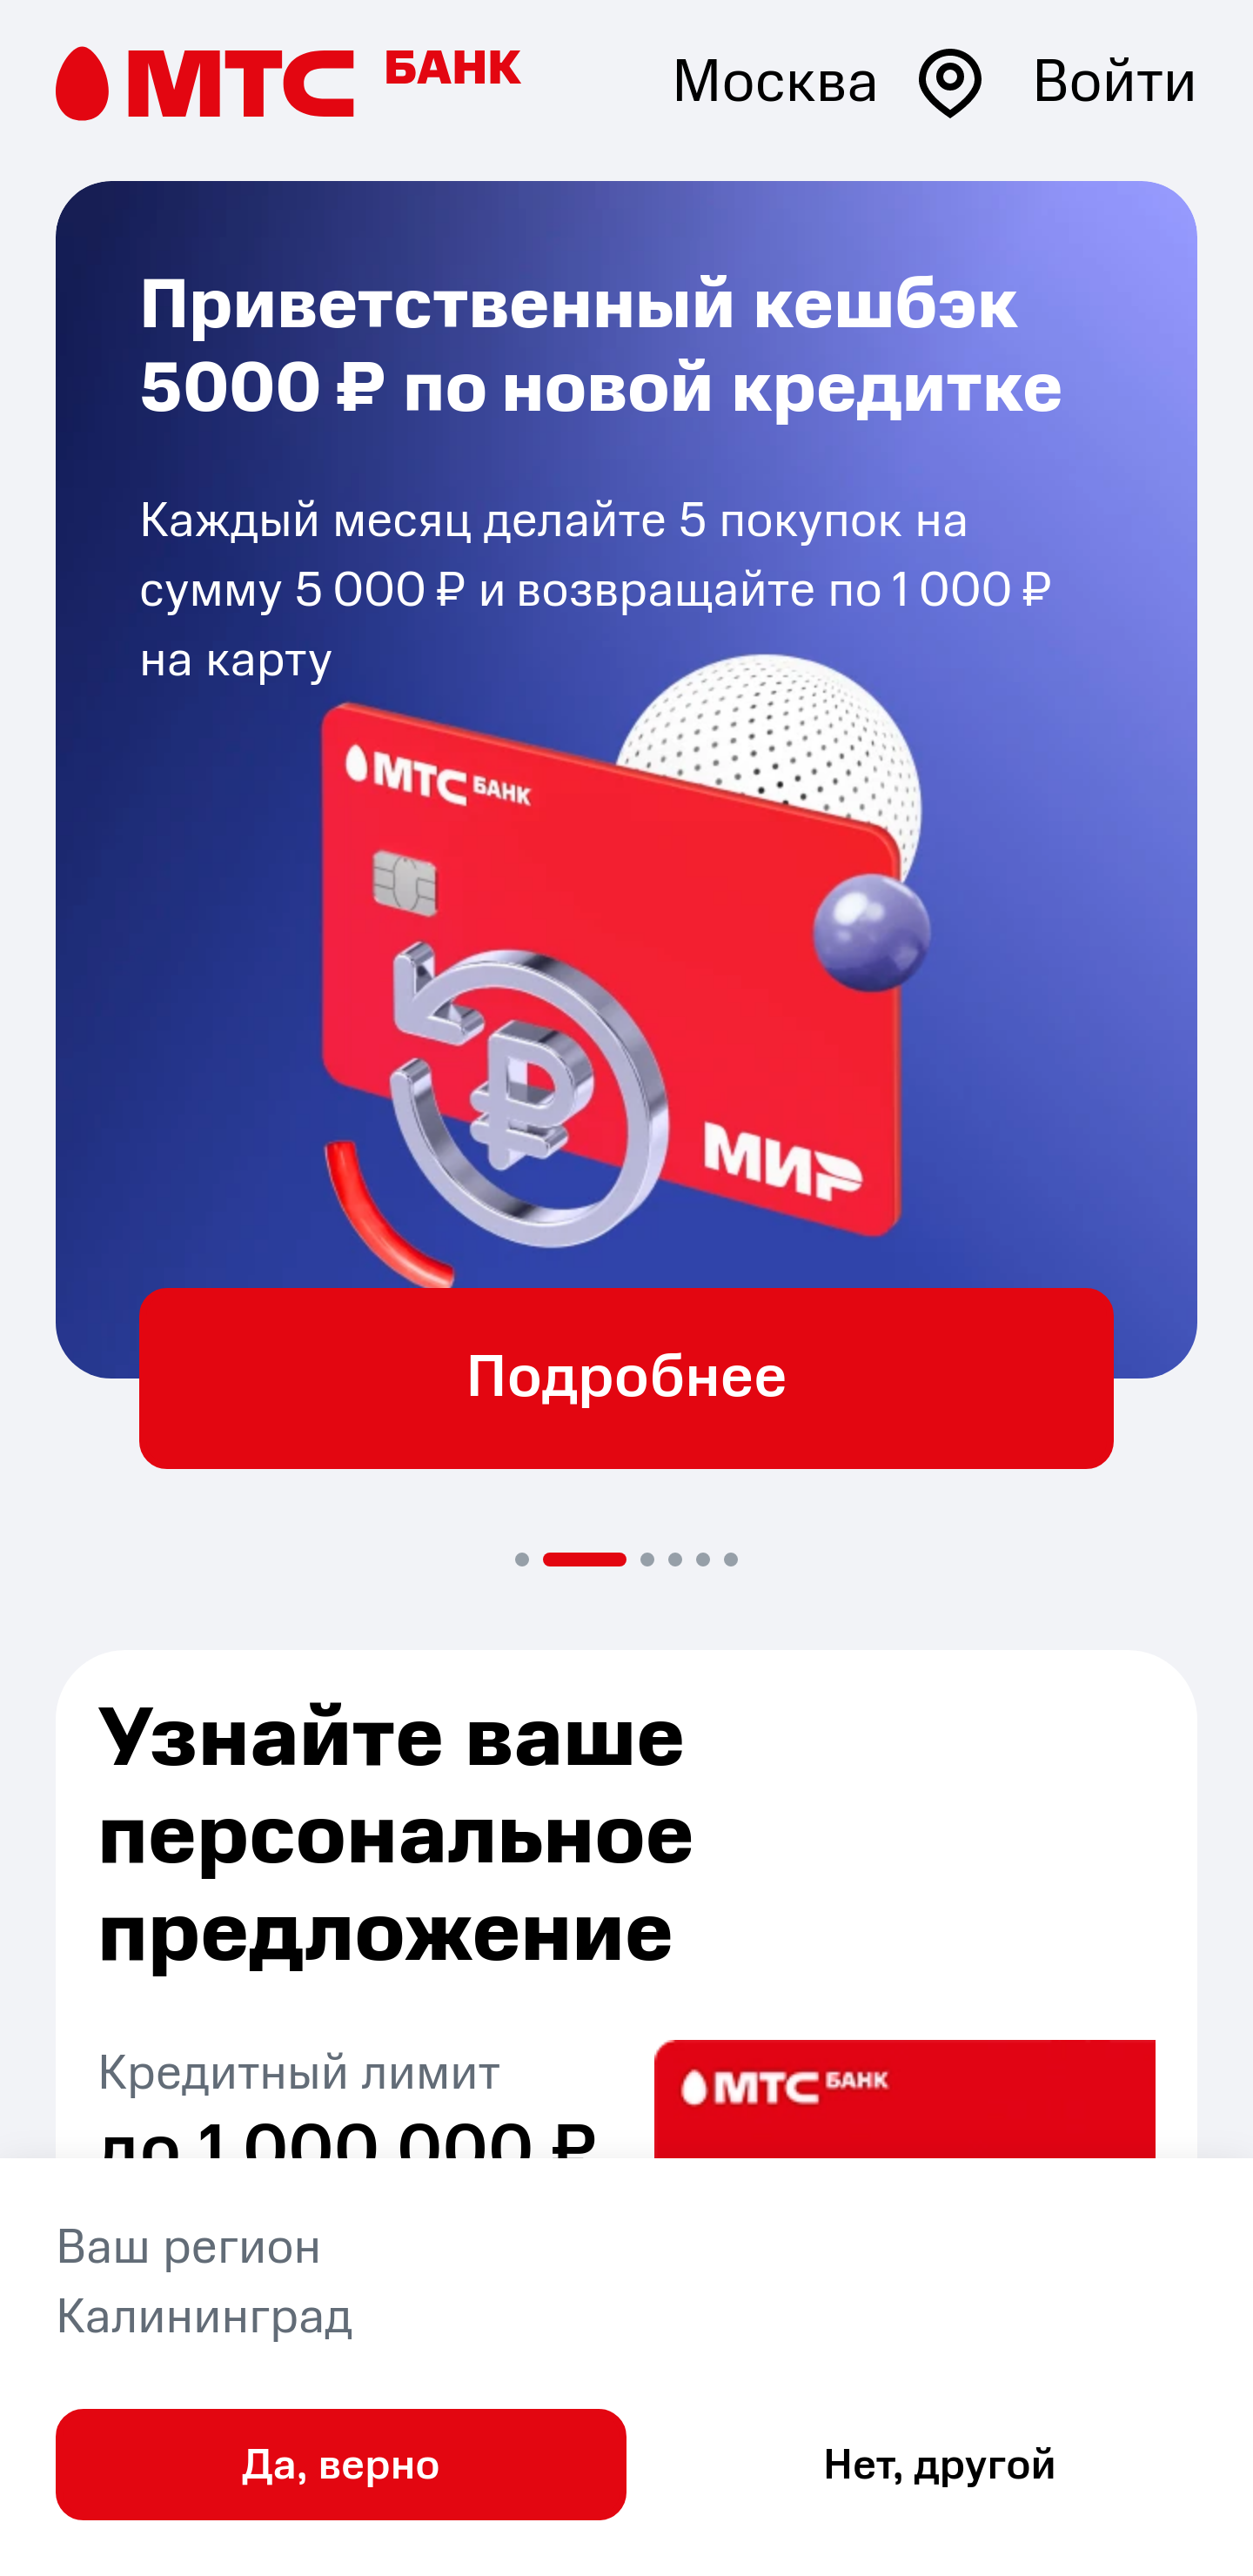 МТС БАНК
Москва
Войти
Приветственный кешбэк
5000 ₽ по новой кредитке
Каждый месяц делайте 5 покупок на
сумму 5 000 ₽ и возвращайте по 1 000 ₽
на карту
МТС БАНК
₽
МИР
Подробнее
Узнайте ваше
персональное
предложение
Кредитный лимит
до 1 000 000 ₽
МТС БАНК
Ваш регион
Калининград
Да, верно
Нет, другой